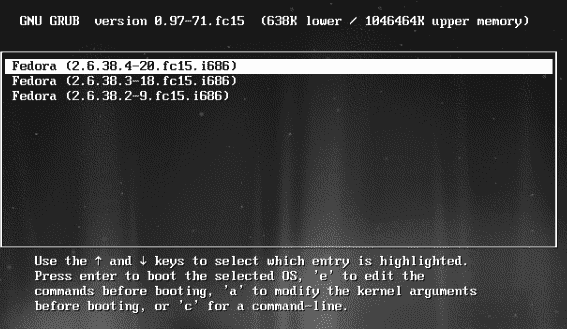 GNU GRUB  version 0.97-71.fc15  (638K lower / 1046464K upper memory)
Fedora (2.6.38.4-20.fc15.i686)
Fedora (2.6.38.3-18.fc15.i686)
Fedora (2.6.38.2-9.fc15.i686)
Use the ↑ and ↓ keys to select which entry is highlighted.
Press enter to boot the selected OS, 'e' to edit the
commands before booting, 'a' to modify the kernel arguments
before booting, or 'c' for a command-line.